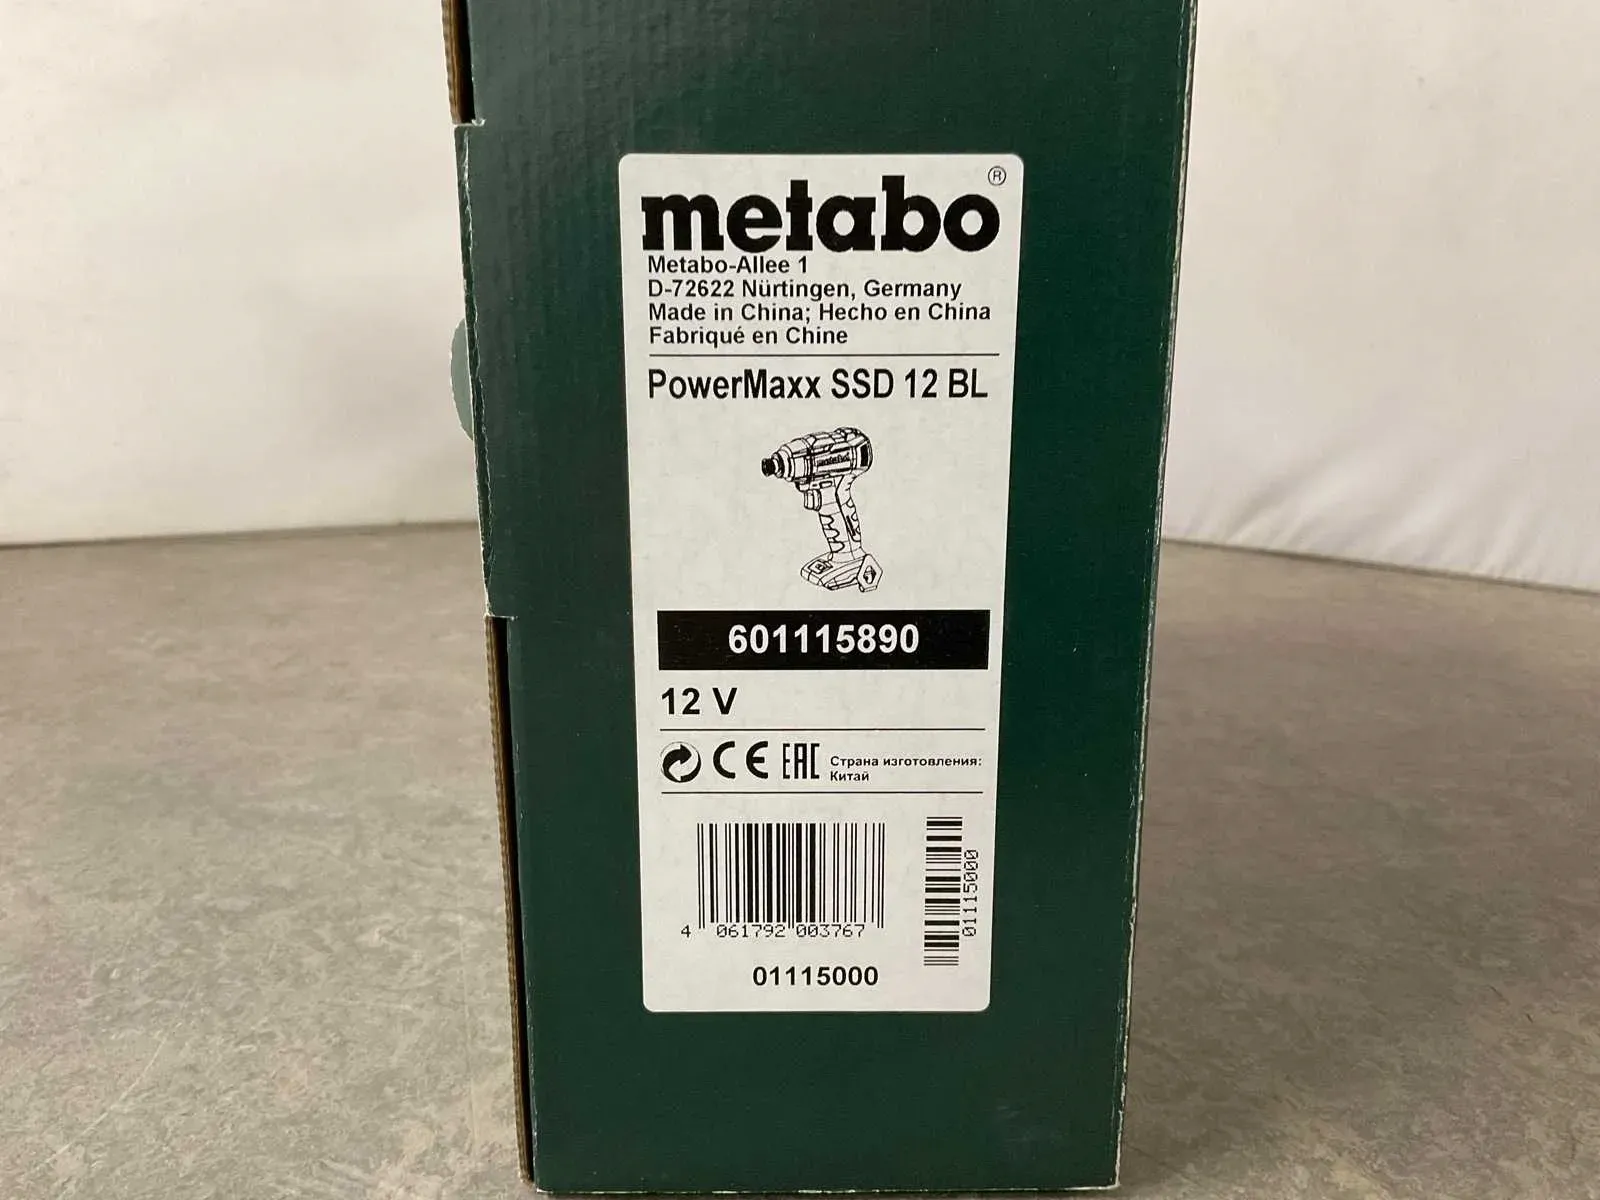 metabo®
Metabo-Allee 1
D-72622 Nürtingen, Germany
Made in China; Hecho en China
Fabriqué en Chine
PowerMaxx SSD 12 BL
metabo
601115890
12 V
CE EAC Страна изготовления:
Китай
4 061792 003767
01115000
01115000